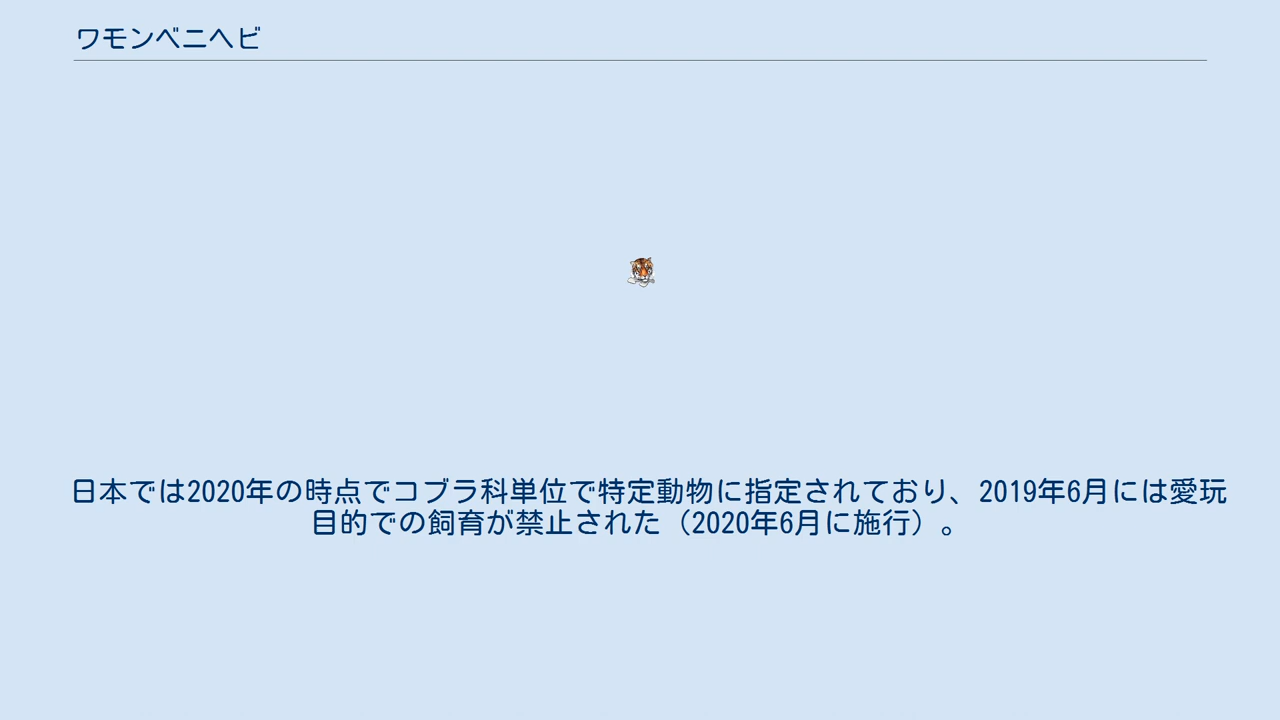 ワモンベニヘビ
日本では2020年の時点でコブラ科単位で特定動物に指定されており、2019年6月には愛玩
目的での飼育が禁止された（2020年6月に施行）。